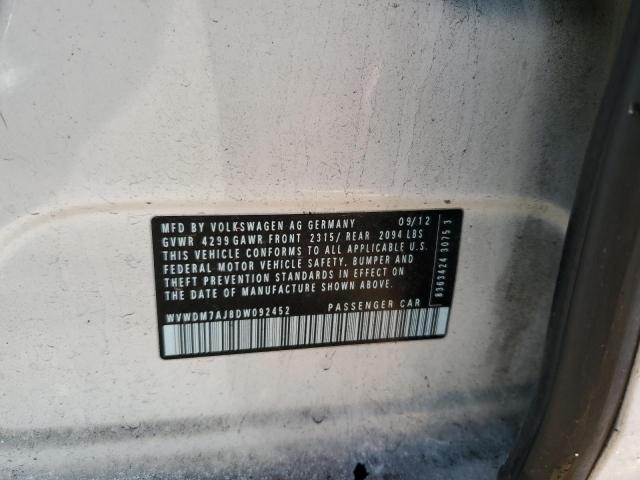 MFD BY VOLKSWAGEN AG GERMANY 09/12
GVWR 4299 GAWR FRONT 2315/ REAR 2094 LBS
THIS VEHICLE CONFORMS TO ALL APPLICABLE U.S.
FEDERAL MOTOR VEHICLE SAFETY, BUMPER AND
THEFT PREVENTION STANDARDS IN EFFECT ON
THE DATE OF MANUFACTURE SHOWN ABOVE.
WVWDM7AJ8DW092452 PASSENGER CAR
8363424 3075